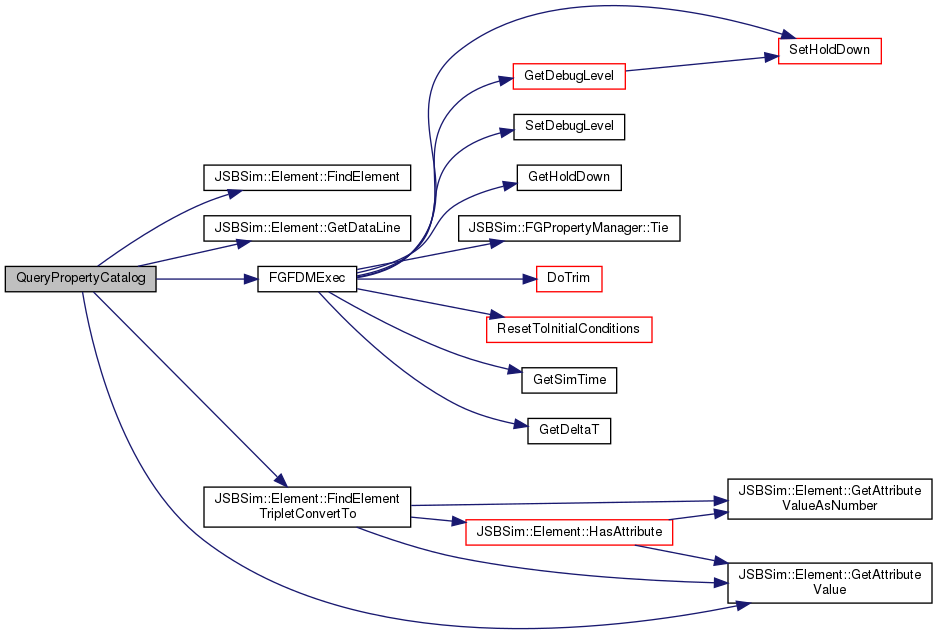 SetHoldDown
GetDebugLevel
SetDebugLevel
JSBSim::Element::FindElement
GetHoldDown
JSBSim::Element::GetDataLine
JSBSim::FGPropertyManager::Tie
QueryPropertyCatalog
FGFDMExec
DoTrim
ResetToInitialConditions
GetSimTime
GetDeltaT
JSBSim::Element::FindElement
TripletConvertTo
JSBSim::Element::GetAttribute
ValueAsNumber
JSBSim::Element::HasAttribute
JSBSim::Element::GetAttribute
Value